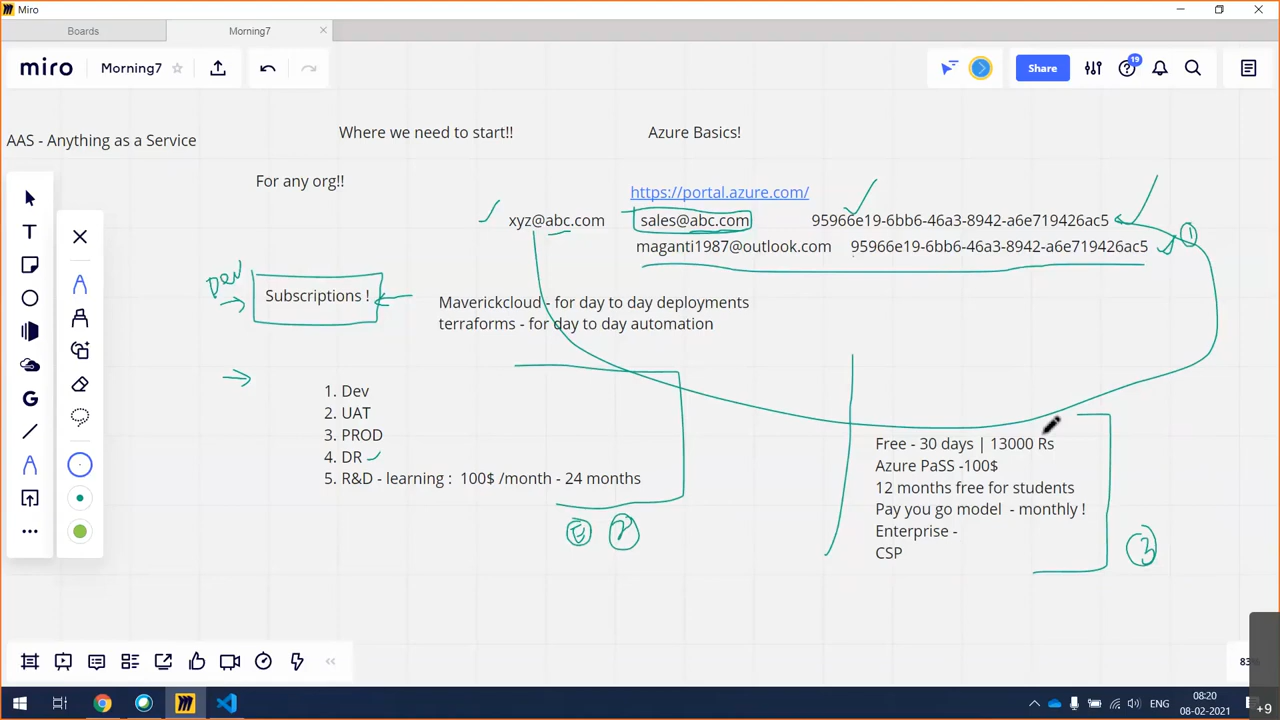 Miro
Boards
Morning7
miro
Morning7
Share
19
AAS - Anything as a Service
Where we need to start!!
Azure Basics!
For any org!!
https://portal.azure.com/
xyz@abc.com
sales@abc.com
95966e19-6bb6-46a3-8942-a6e719426ac5
maganti1987@outlook.com
95966e19-6bb6-46a3-8942-a6e719426ac5
1
Dev
Subscriptions !
Maverickcloud - for day to day deployments
terraforms - for day to day automation
1. Dev
2. UAT
3. PROD
4. DR
5. R&D - learning : 100$ /month - 24 months
Free - 30 days | 13000 Rs
Azure PaSS -100$
12 months free for students
Pay you go model - monthly !
Enterprise -
CSP
E
3
ENG
08:20
08-02-2021
+9